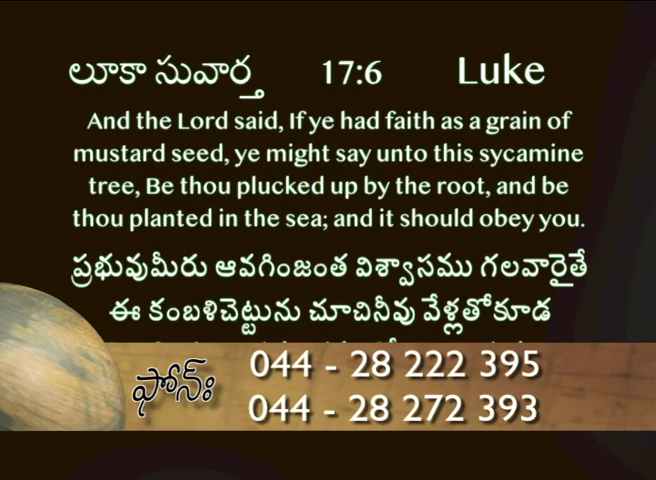 లూకా సువార్త 17:6 Luke
And the Lord said, If ye had faith as a grain of
mustard seed, ye might say unto this sycamine
tree, Be thou plucked up by the root, and be
thou planted in the sea; and it should obey you.
ప్రభువుమీరు ఆవగింజంత విశ్వాసము గలవారైతే
ఈ కంబళిచెట్టును చూచినీవు వేళ్లతోకూడ
ఫోన్: 044 - 28 222 395
044 - 28 272 393